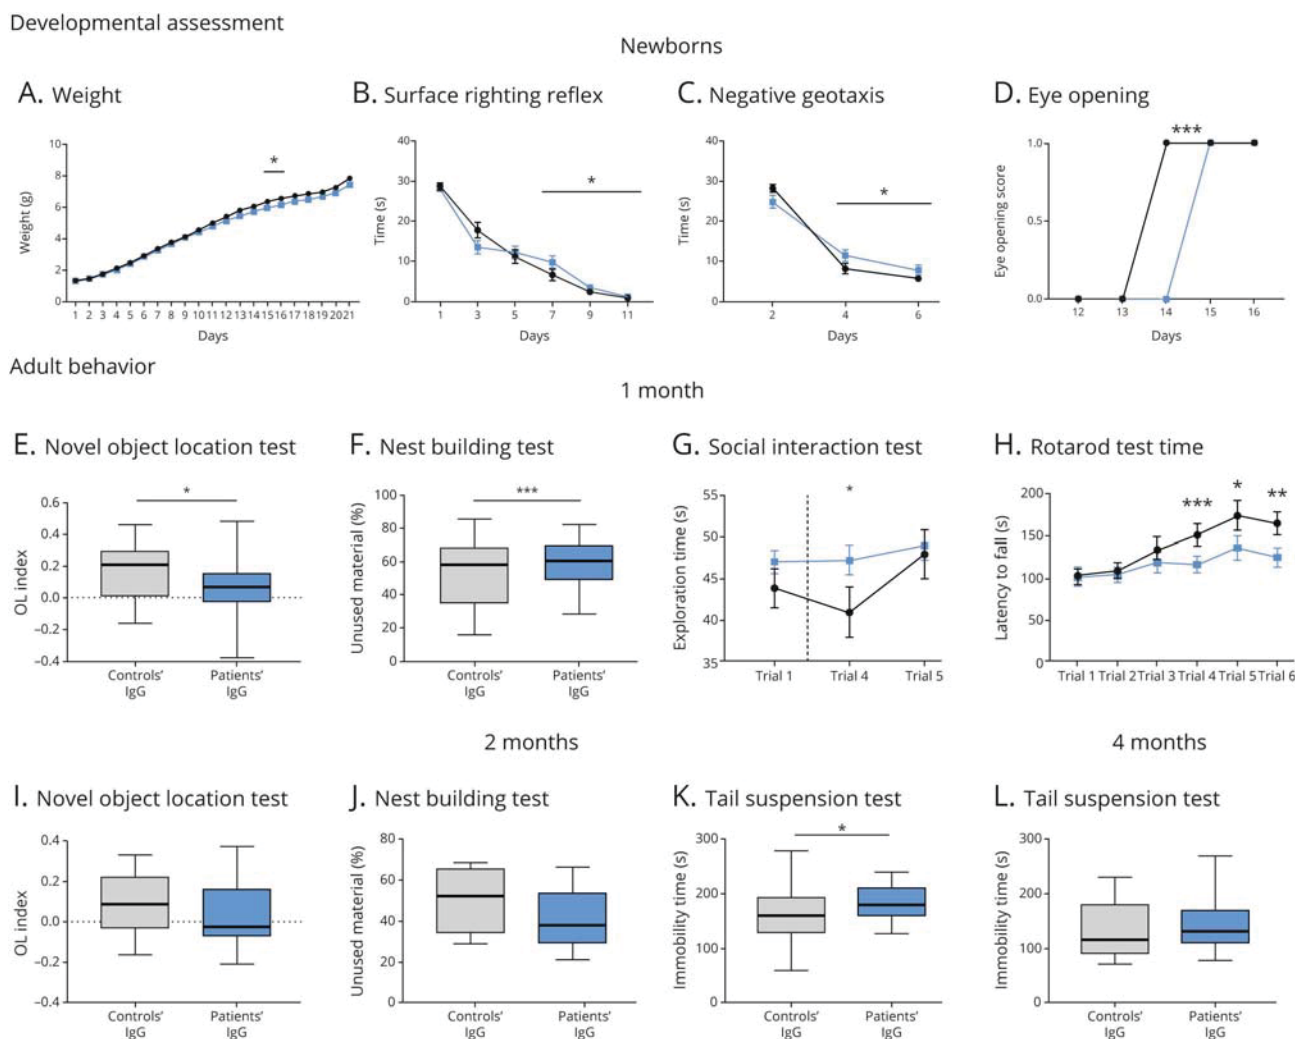 Developmental assessment
Newborns
A. Weight
B. Surface righting reflex
C. Negative geotaxis
D. Eye opening
Weight (g)
10
8
6
4
2
0
*
1 2 3 4 5 6 7 8 9 10 11 12 13 14 15 16 17 18 19 20 21
Days
Time (s)
40
30
20
10
0
*
1 3 5 7 9 11
Days
Time (s)
40
30
20
10
0
*
2 4 6
Days
Eye opening score
1.0
0.5
0.0
***
12 13 14 15 16
Days
Adult behavior
1 month
E. Novel object location test
F. Nest building test
G. Social interaction test
H. Rotarod test time
OL index
0.6
0.4
0.2
0.0
−0.2
−0.4
*
Controls' Patients'
IgG IgG
Unused material (%)
100
80
60
40
20
0
***
Controls' Patients'
IgG IgG
Exploration time (s)
55
50
45
40
35
*
Trial 1 Trial 4 Trial 5
Latency to fall (s)
200
150
100
50
0
*** * **
Trial 1 Trial 2 Trial 3 Trial 4 Trial 5 Trial 6
2 months
4 months
I. Novel object location test
J. Nest building test
K. Tail suspension test
L. Tail suspension test
OL index
0.4
0.2
0.0
−0.2
−0.4
Controls' Patients'
IgG IgG
Unused material (%)
80
60
40
20
0
Controls' Patients'
IgG IgG
Immobility time (s)
300
200
100
0
*
Controls' Patients'
IgG IgG
Immobility time (s)
300
200
100
0
Controls' Patients'
IgG IgG